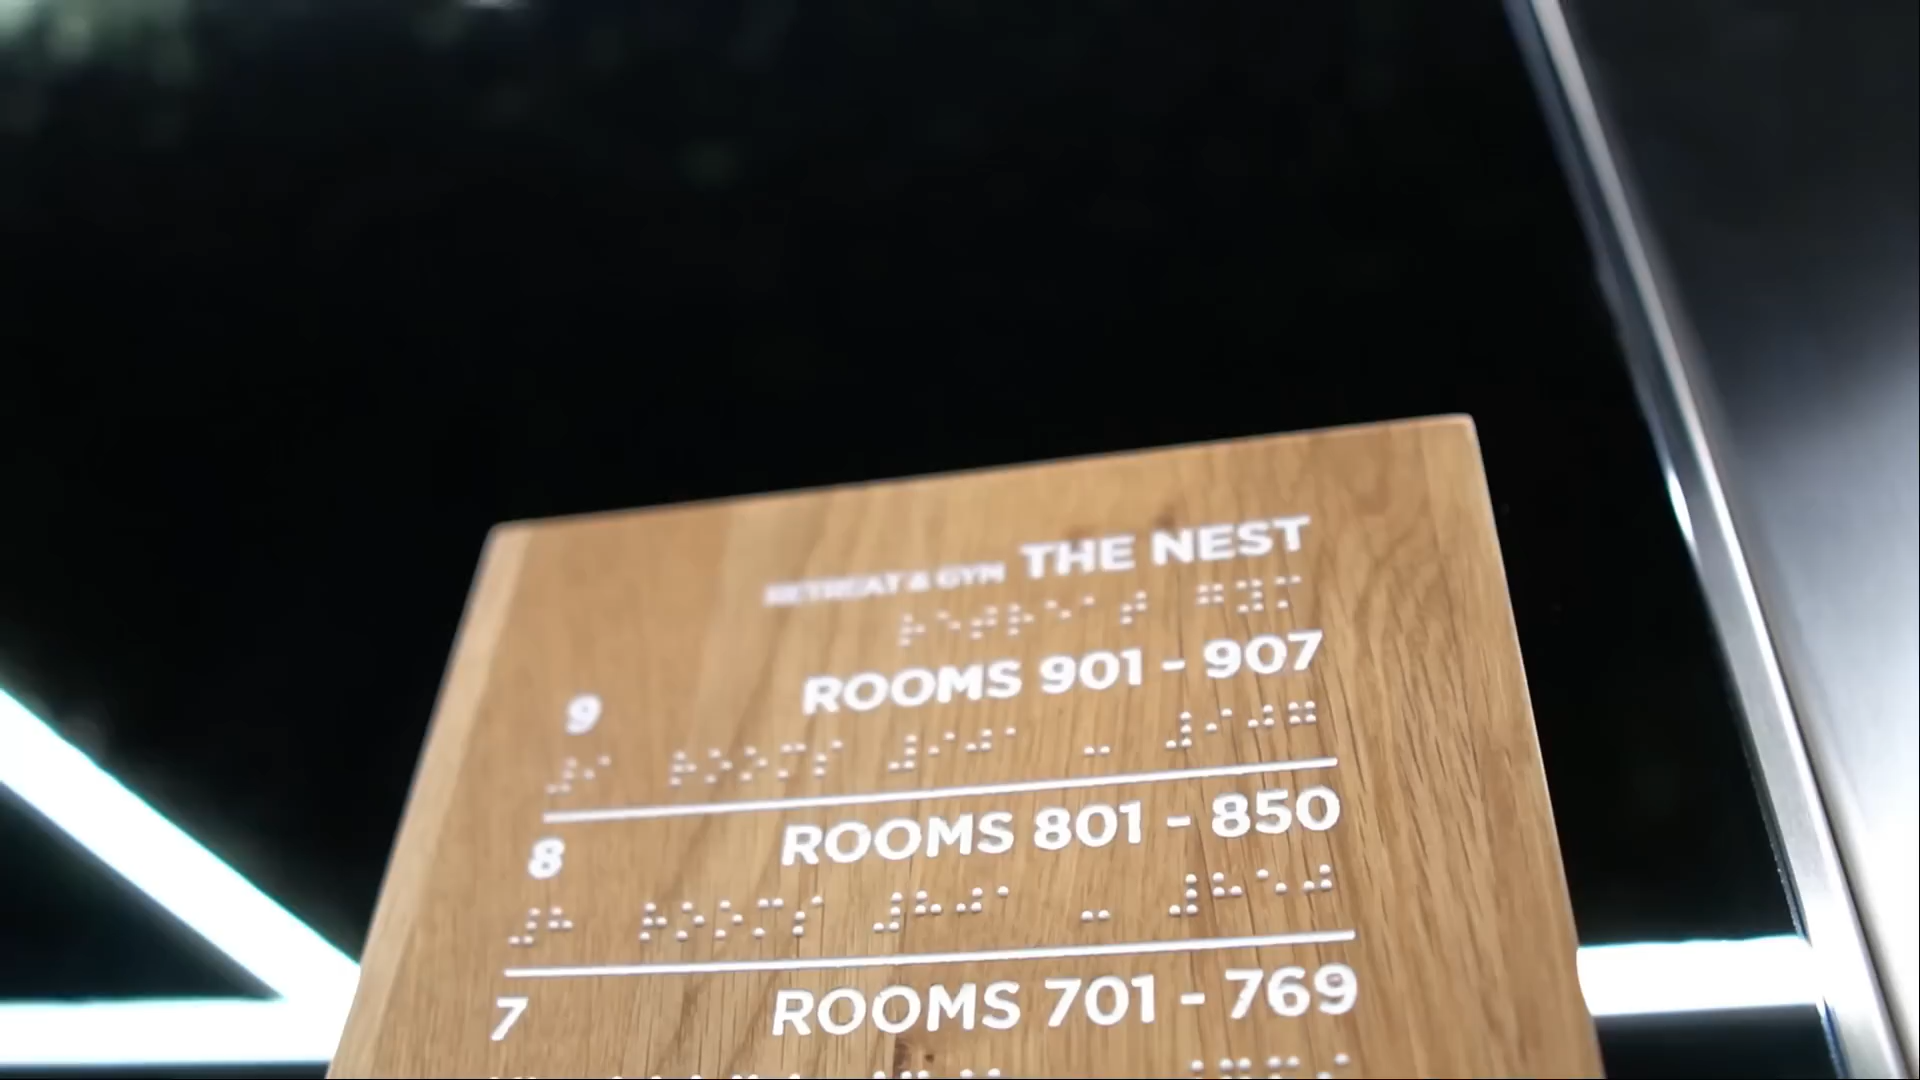 RETREAT & GYM THE NEST
9 ROOMS 901 - 907
8 ROOMS 801 - 850
7 ROOMS 701 - 769